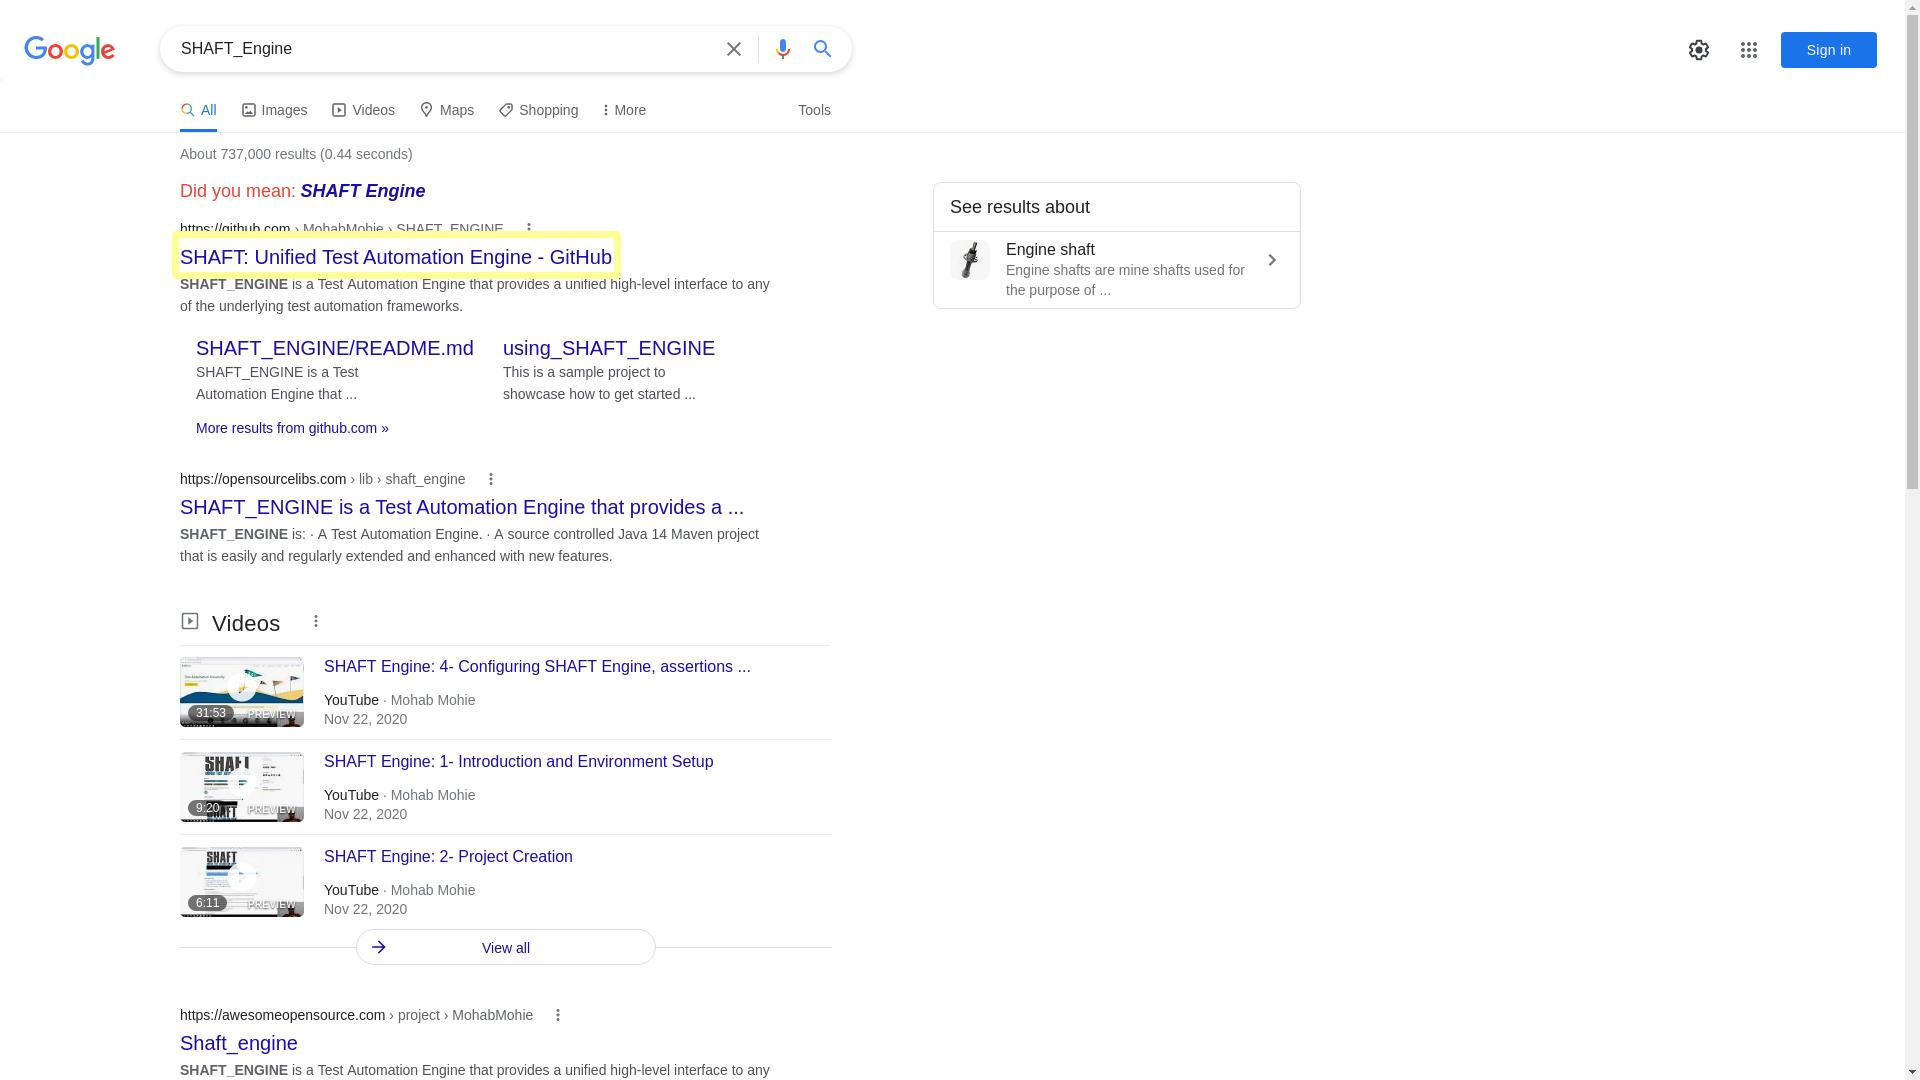 Google
SHAFT_Engine
Sign in
All Images Videos Maps Shopping More Tools
About 737,000 results (0.44 seconds)
Did you mean: SHAFT Engine
https://github.com › MohabMohie › SHAFT_ENGINE
SHAFT: Unified Test Automation Engine - GitHub
SHAFT_ENGINE is a Test Automation Engine that provides a unified high-level interface to any
of the underlying test automation frameworks.
SHAFT_ENGINE/README.md
SHAFT_ENGINE is a Test
Automation Engine that ...
using_SHAFT_ENGINE
This is a sample project to
showcase how to get started ...
More results from github.com »
https://opensourcelibs.com › lib › shaft_engine
SHAFT_ENGINE is a Test Automation Engine that provides a ...
SHAFT_ENGINE is: · A Test Automation Engine. · A source controlled Java 14 Maven project
that is easily and regularly extended and enhanced with new features.
Videos
SHAFT Engine: 4- Configuring SHAFT Engine, assertions ...
31:53 PREVIEW
YouTube · Mohab Mohie
Nov 22, 2020
SHAFT Engine: 1- Introduction and Environment Setup
SHAFT
9:20 PREVIEW
YouTube · Mohab Mohie
Nov 22, 2020
SHAFT Engine: 2- Project Creation
SHAFT
6:11 PREVIEW
YouTube · Mohab Mohie
Nov 22, 2020
View all
https://awesomeopensource.com › project › MohabMohie
Shaft_engine
SHAFT_ENGINE is a Test Automation Engine that provides a unified high-level interface to any
See results about
Engine shaft
Engine shafts are mine shafts used for
the purpose of ...